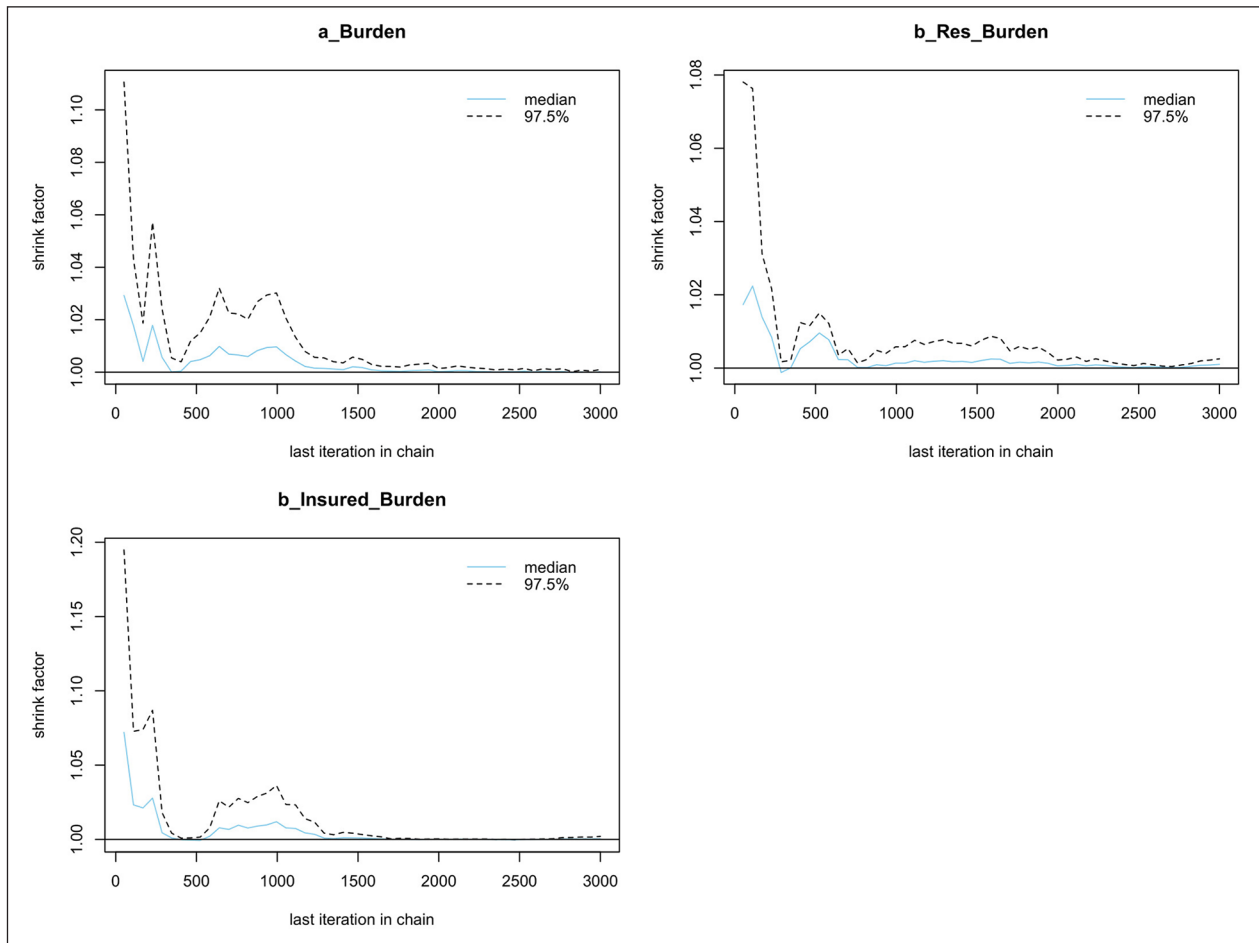 a_Burden
median
97.5%
shrink factor
1.10
1.08
1.06
1.04
1.02
1.00
0 500 1000 1500 2000 2500 3000
last iteration in chain
b_Res_Burden
median
97.5%
shrink factor
1.08
1.06
1.04
1.02
1.00
0 500 1000 1500 2000 2500 3000
last iteration in chain
b_Insured_Burden
median
97.5%
shrink factor
1.20
1.15
1.10
1.05
1.00
0 500 1000 1500 2000 2500 3000
last iteration in chain